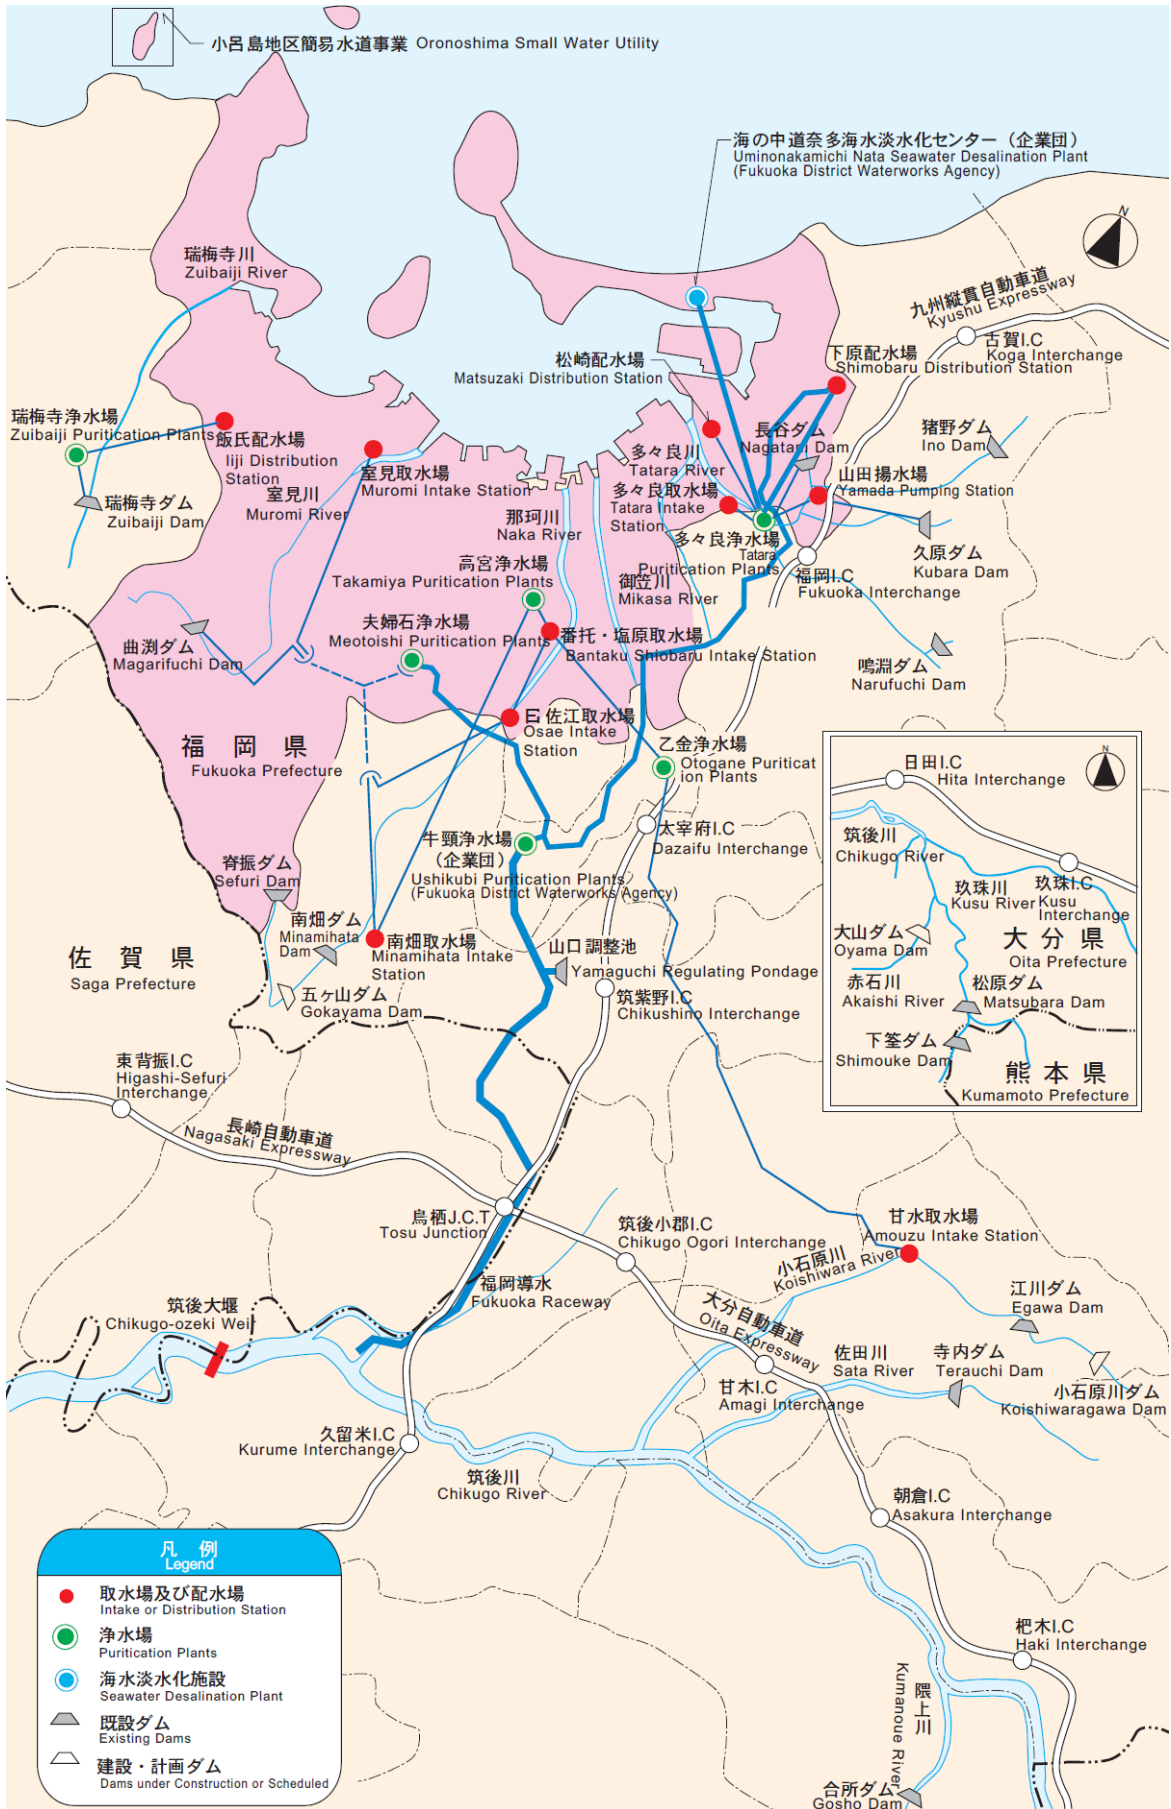 小呂島地区簡易水道事業 Oronoshima Small Water Utility
海の中道奈多海水淡水化センター（企業団）
Uminonakamichi Nata Seawater Desalination Plant
(Fukuoka District Waterworks Agency)
N
瑞梅寺川
Zuibaiji River
九州縦貫自動車道
Kyushu Expressway
古賀I.C
Koga Interchange
松崎配水場
Matsuzaki Distribution Station
下原配水場
Shimobaru Distribution Station
瑞梅寺浄水場
Zuibaiji Puritication Plants
飯氏配水場
Iiji Distribution
Station
室見取水場
Muromi Intake Station
室見川
Muromi River
瑞梅寺ダム
Zuibaiji Dam
多々良川
Tatara River
長谷ダム
Nagatani Dam
猪野ダム
Ino Dam
多々良取水場
Tatara Intake
Station
山田揚水場
Yamada Pumping Station
那珂川
Naka River
多々良浄水場
Tatara
Puritication Plants
久原ダム
Kubara Dam
高宮浄水場
Takamiya Puritication Plants
御笠川
Mikasa River
福岡I.C
Fukuoka Interchange
夫婦石浄水場
Meotoishi Puritication Plants
番托・塩原取水場
Bantaku Shiobaru Intake Station
曲渕ダム
Magarifuchi Dam
鳴淵ダム
Narufuchi Dam
福岡県
Fukuoka Prefecture
佐江取水場
Osae Intake
Station
乙金浄水場
Otogane Puriticat
ion Plants
牛頸浄水場
（企業団）
Ushikubi Puritication Plants
(Fukuoka District Waterworks Agency)
太宰府I.C
Dazaifu Interchange
脊振ダム
Sefuri Dam
南畑ダム
Minamihata
Dam
南畑取水場
Minamihata Intake
Station
佐賀県
Saga Prefecture
五ヶ山ダム
Gokayama Dam
山口調整池
Yamaguchi Regulating Pondage
筑紫野I.C
Chikushino Interchange
N
日田I.C
Hita Interchange
筑後川
Chikugo River
玖珠川
Kusu River
玖珠I.C
Kusu
Interchange
大山ダム
Oyama Dam
大分県
Oita Prefecture
赤石川
Akaishi River
松原ダム
Matsubara Dam
下筌ダム
Shimouke Dam
熊本県
Kumamoto Prefecture
東背振I.C
Higashi-Sefuri
Interchange
長崎自動車道
Nagasaki Expressway
鳥栖J.C.T
Tosu Junction
筑後小郡I.C
Chikugo Ogori Interchange
甘水取水場
Amouzu Intake Station
小石原川
Koishiwara River
福岡導水
Fukuoka Raceway
江川ダム
Egawa Dam
筑後大堰
Chikugo-ozeki Weir
大分自動車道
Oita Expressway
佐田川
Sata River
寺内ダム
Terauchi Dam
甘木I.C
Amagi Interchange
小石原川ダム
Koishiwaragawa Dam
久留米I.C
Kurume Interchange
筑後川
Chikugo River
朝倉I.C
Asakura Interchange
杷木I.C
Haki Interchange
隈上川
Kumanoue River
合所ダム
Gosho Dam
凡例
Legend
取水場及び配水場
Intake or Distribution Station
浄水場
Puritication Plants
海水淡水化施設
Seawater Desalination Plant
既設ダム
Existing Dams
建設・計画ダム
Dams under Construction or Scheduled